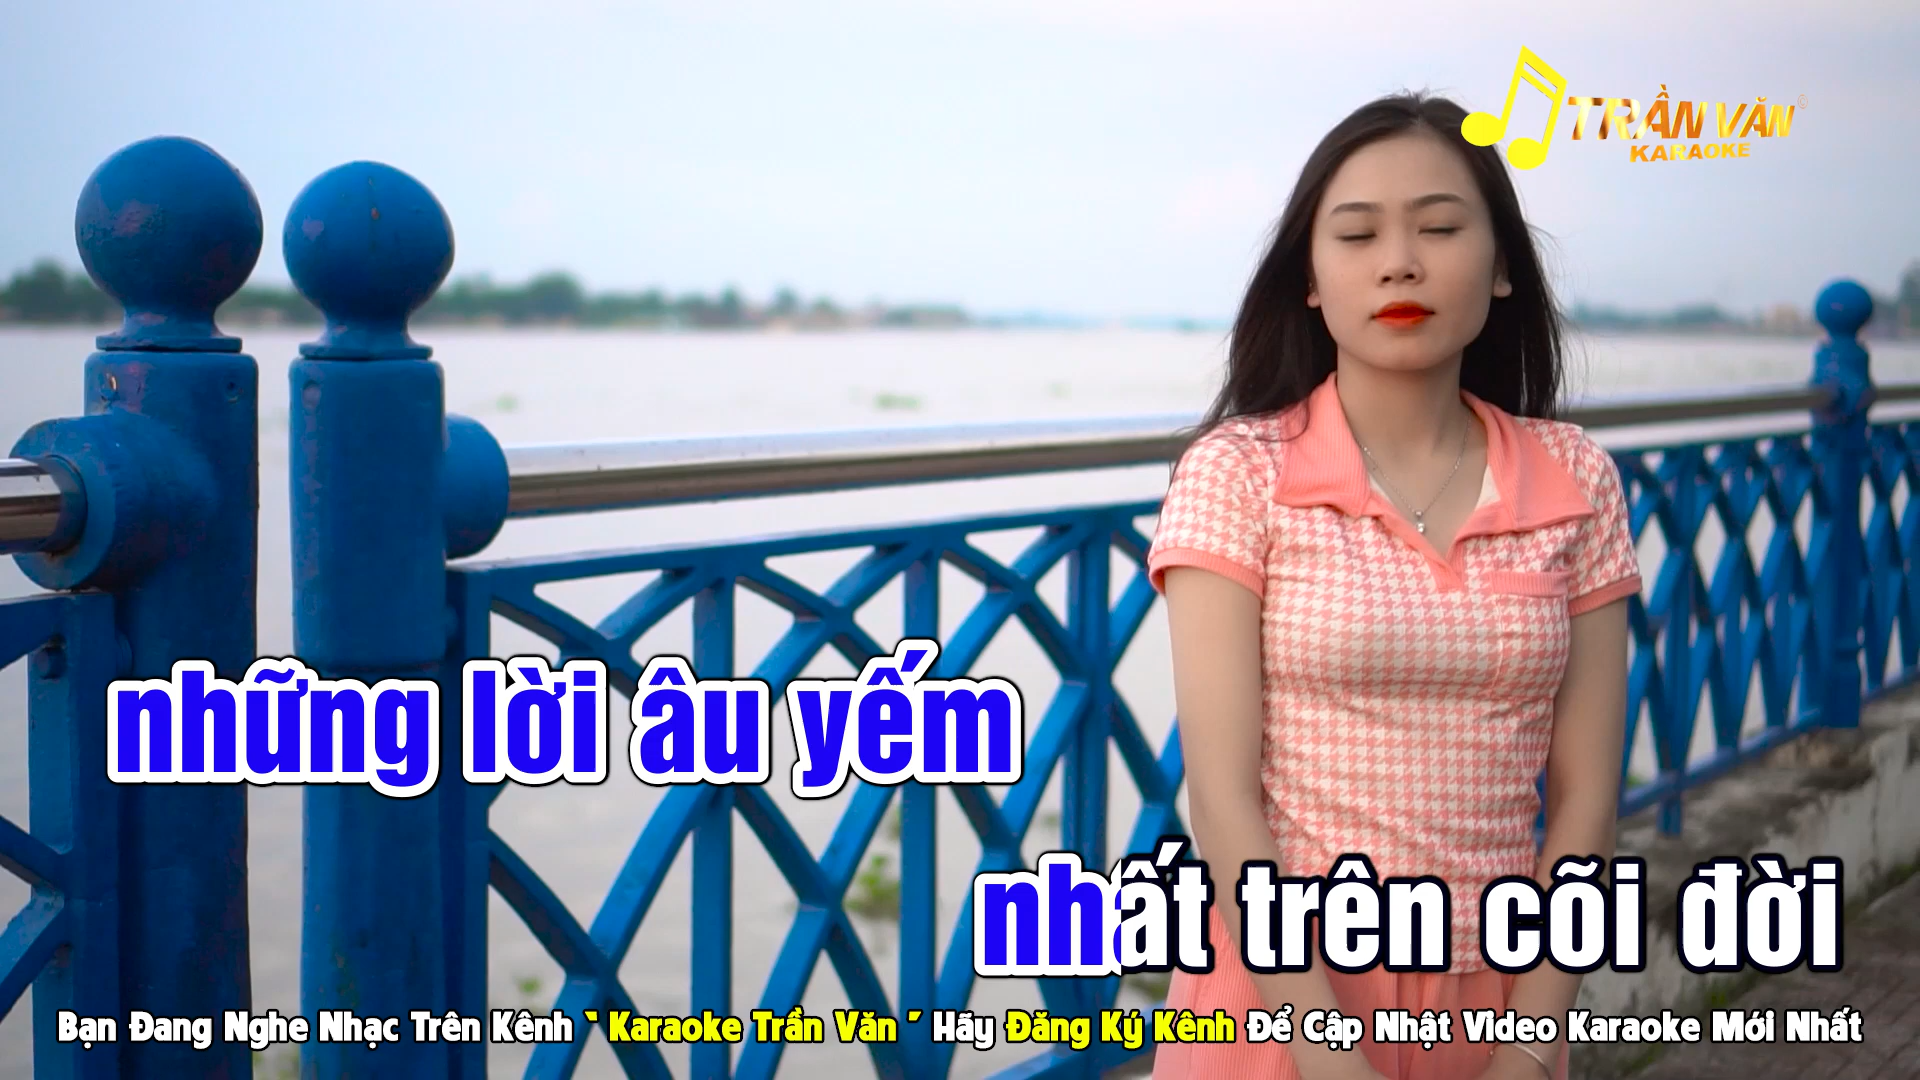 TRẦN VĂN ©
KARAOKE
những lời âu yếm
nhất trên cõi đời
Bạn Đang Nghe Nhạc Trên Kênh ‵ Karaoke Trần Văn ′ Hãy Đăng Ký Kênh Để Cập Nhật Video Karaoke Mới Nhất